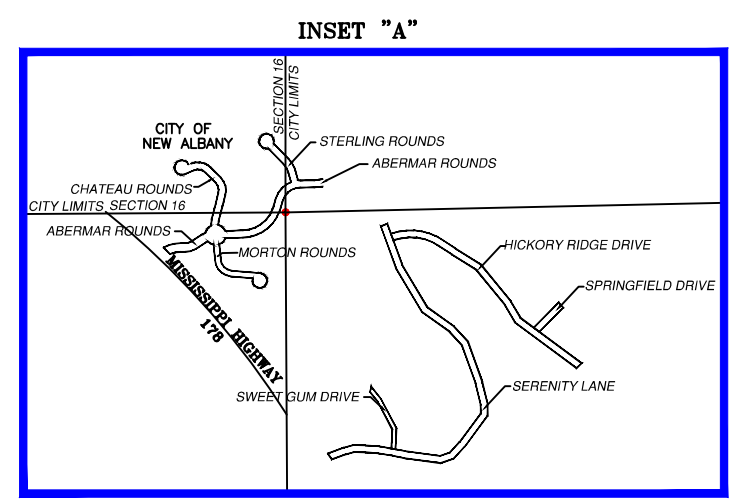 INSET "A"
SECTION 16
CITY LIMITS
CITY OF
NEW ALBANY
STERLING ROUNDS
ABERMAR ROUNDS
CHATEAU ROUNDS
CITY LIMITS SECTION 16
ABERMAR ROUNDS
MORTON ROUNDS
HICKORY RIDGE DRIVE
SPRINGFIELD DRIVE
MISSISSIPPI HIGHWAY
178
SERENITY LANE
SWEET GUM DRIVE